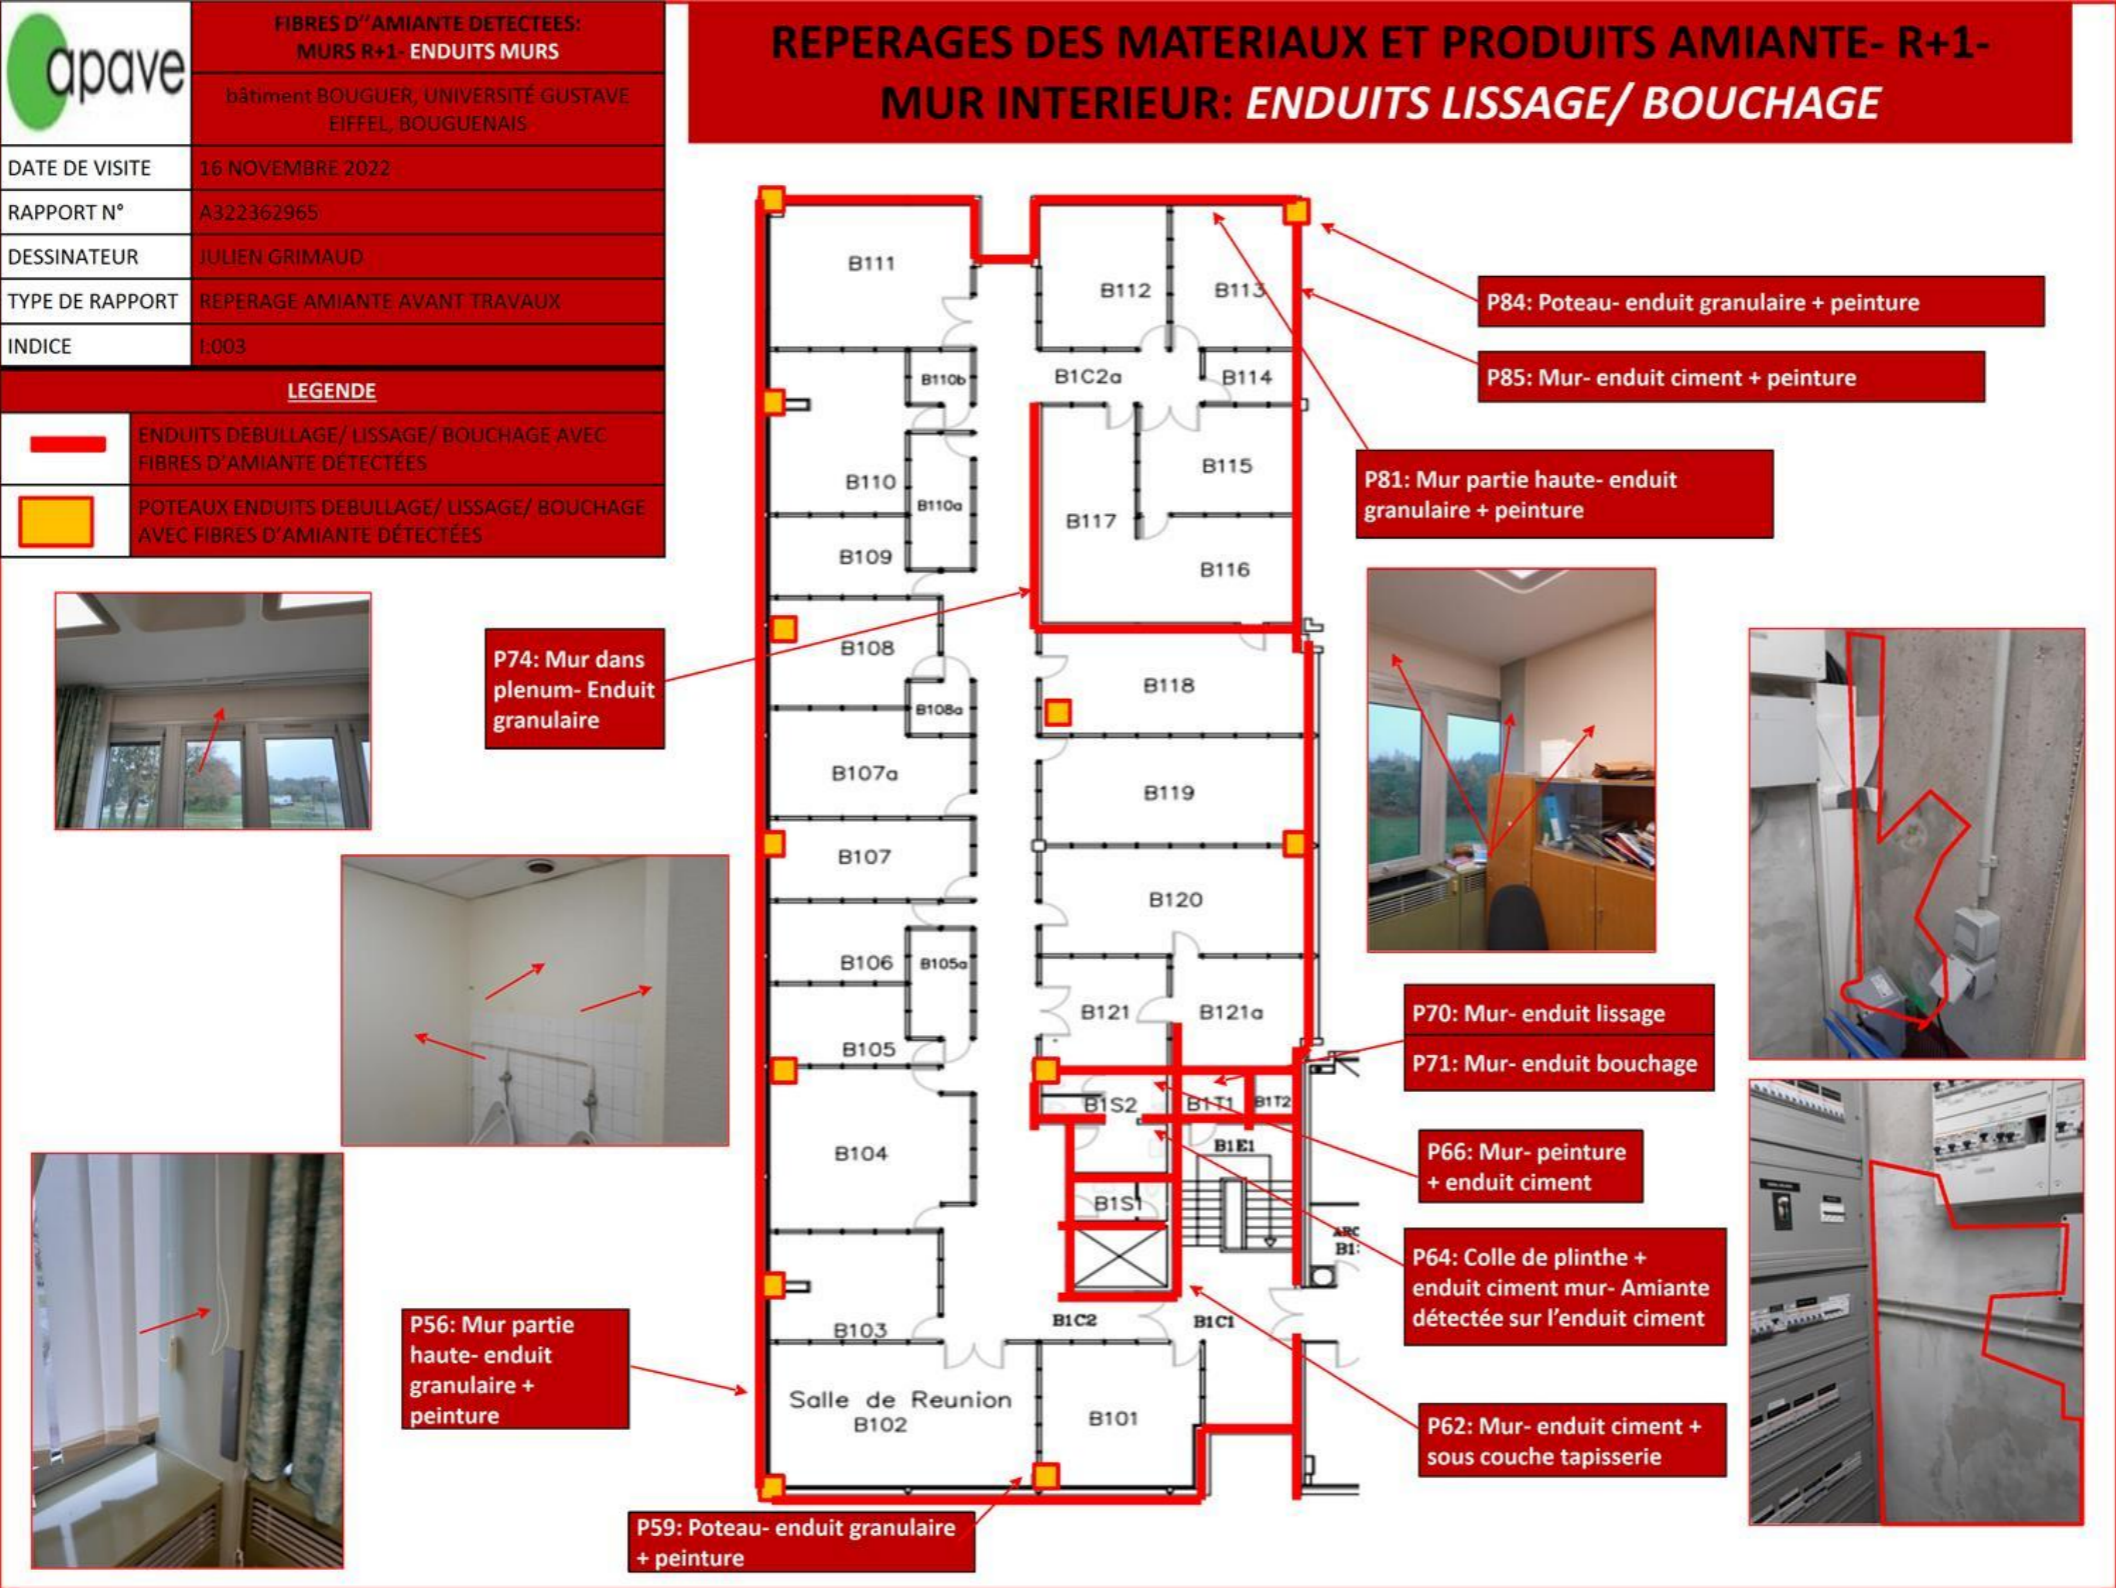 apave
FIBRES D''AMIANTE DETECTEES:
MURS R+1- ENDUITS MURS
bâtiment BOUGUER, UNIVERSITÉ GUSTAVE
EIFFEL, BOUGUENAIS
DATE DE VISITE
16 NOVEMBRE 2022
RAPPORT N°
A322362965
DESSINATEUR
JULIEN GRIMAUD
TYPE DE RAPPORT
REPERAGE AMIANTE AVANT TRAVAUX
INDICE
I:003
LEGENDE
ENDUITS DEBULLAGE/ LISSAGE/ BOUCHAGE AVEC
FIBRES D'AMIANTE DÉTECTÉES
POTEAUX ENDUITS DEBULLAGE/ LISSAGE/ BOUCHAGE
AVEC FIBRES D'AMIANTE DÉTECTÉES
REPERAGES DES MATERIAUX ET PRODUITS AMIANTE- R+1-
MUR INTERIEUR: ENDUITS LISSAGE/ BOUCHAGE
B111
B112
B113
B110b
B1C2a
B114
B110
B110a
B115
B117
B109
B116
B108
B118
B108a
B107a
B119
B107
B120
B106
B105a
B121
B121a
B105
B1S2
B1T1
B1T2
B104
B1E1
B1S1
ARC
B1:
B103
B1C2
B1C1
Salle de Reunion
B102
B101
P84: Poteau- enduit granulaire + peinture
P85: Mur- enduit ciment + peinture
P81: Mur partie haute- enduit
granulaire + peinture
P74: Mur dans
plenum- Enduit
granulaire
P70: Mur- enduit lissage
P71: Mur- enduit bouchage
P66: Mur- peinture
+ enduit ciment
P64: Colle de plinthe +
enduit ciment mur- Amiante
détectée sur l'enduit ciment
P56: Mur partie
haute- enduit
granulaire +
peinture
P62: Mur- enduit ciment +
sous couche tapisserie
P59: Poteau- enduit granulaire
+ peinture